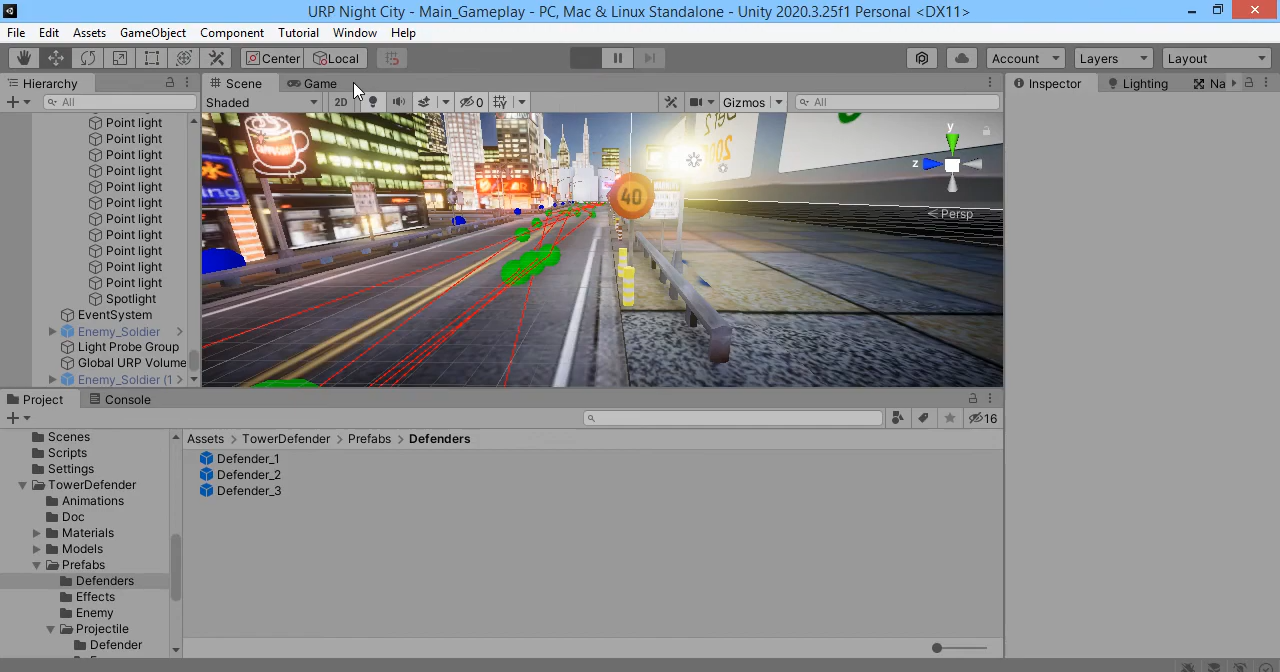 URP Night City - Main_Gameplay - PC, Mac & Linux Standalone - Unity 2020.3.25f1 Personal <DX11>
File Edit Assets GameObject Component Tutorial Window Help
Center Local Account Layers Layout
Hierarchy Scene Game Inspector Lighting Na
All Shaded 2D 0 Gizmos All
Point light
Point light
Point light
Point light
Point light
Point light
Point light
Point light
Point light
Point light
Point light
Spotlight
EventSystem
Enemy_Soldier
Light Probe Group
Global URP Volume
Enemy_Soldier (1
y
z
Persp
40
BAZAR
Project Console
16
Scenes
Scripts
Settings
TowerDefender
Animations
Doc
Materials
Models
Prefabs
Defenders
Effects
Enemy
Projectile
Defender
Assets > TowerDefender > Prefabs > Defenders
Defender_1
Defender_2
Defender_3